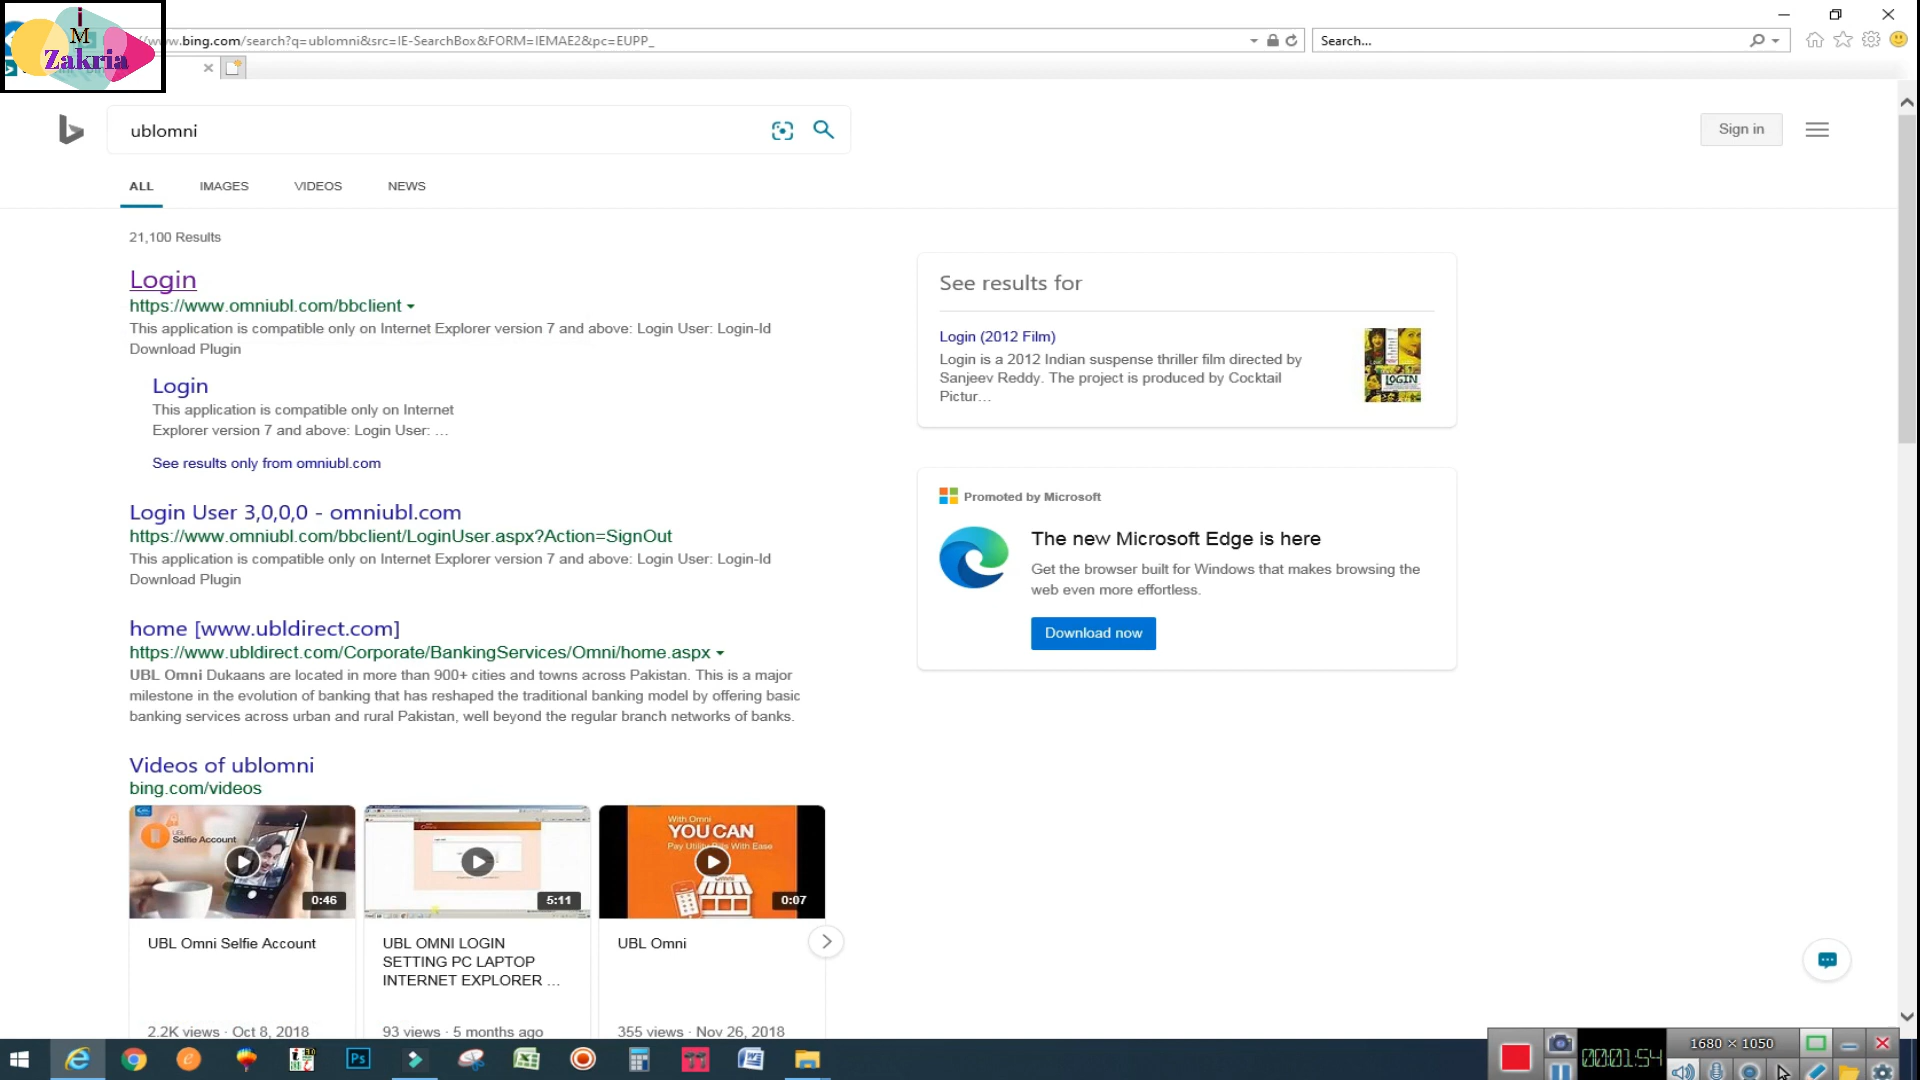 i
M
Zakria
www.bing.com/search?q=ublomni&src=IE-SearchBox&FORM=IEMAE2&pc=EUPP_
Search...
ublomni
Sign in
ALL IMAGES VIDEOS NEWS
21,100 Results
Login
https://www.omniubl.com/bbclient
This application is compatible only on Internet Explorer version 7 and above: Login User: Login-Id
Download Plugin
Login
This application is compatible only on Internet
Explorer version 7 and above: Login User: …
See results only from omniubl.com
Login User 3,0,0,0 - omniubl.com
https://www.omniubl.com/bbclient/LoginUser.aspx?Action=SignOut
This application is compatible only on Internet Explorer version 7 and above: Login User: Login-Id
Download Plugin
home [www.ubldirect.com]
https://www.ubldirect.com/Corporate/BankingServices/Omni/home.aspx
UBL Omni Dukaans are located in more than 900+ cities and towns across Pakistan. This is a major
milestone in the evolution of banking that has reshaped the traditional banking model by offering basic
banking services across urban and rural Pakistan, well beyond the regular branch networks of banks.
Videos of ublomni
bing.com/videos
UBL
Selfie Account
0:46
5:11
With Omni
YOU CAN
Pay Utility Bills With Ease
0:07
UBL Omni Selfie Account
2.2K views · Oct 8, 2018
UBL OMNI LOGIN
SETTING PC LAPTOP
INTERNET EXPLORER …
93 views · 5 months ago
UBL Omni
355 views · Nov 26, 2018
See results for
Login (2012 Film)
Login is a 2012 Indian suspense thriller film directed by
Sanjeev Reddy. The project is produced by Cocktail
Pictur…
LOGIN
Promoted by Microsoft
The new Microsoft Edge is here
Get the browser built for Windows that makes browsing the
web even more effortless.
Download now
Ps
1680 × 1050
00:01:54